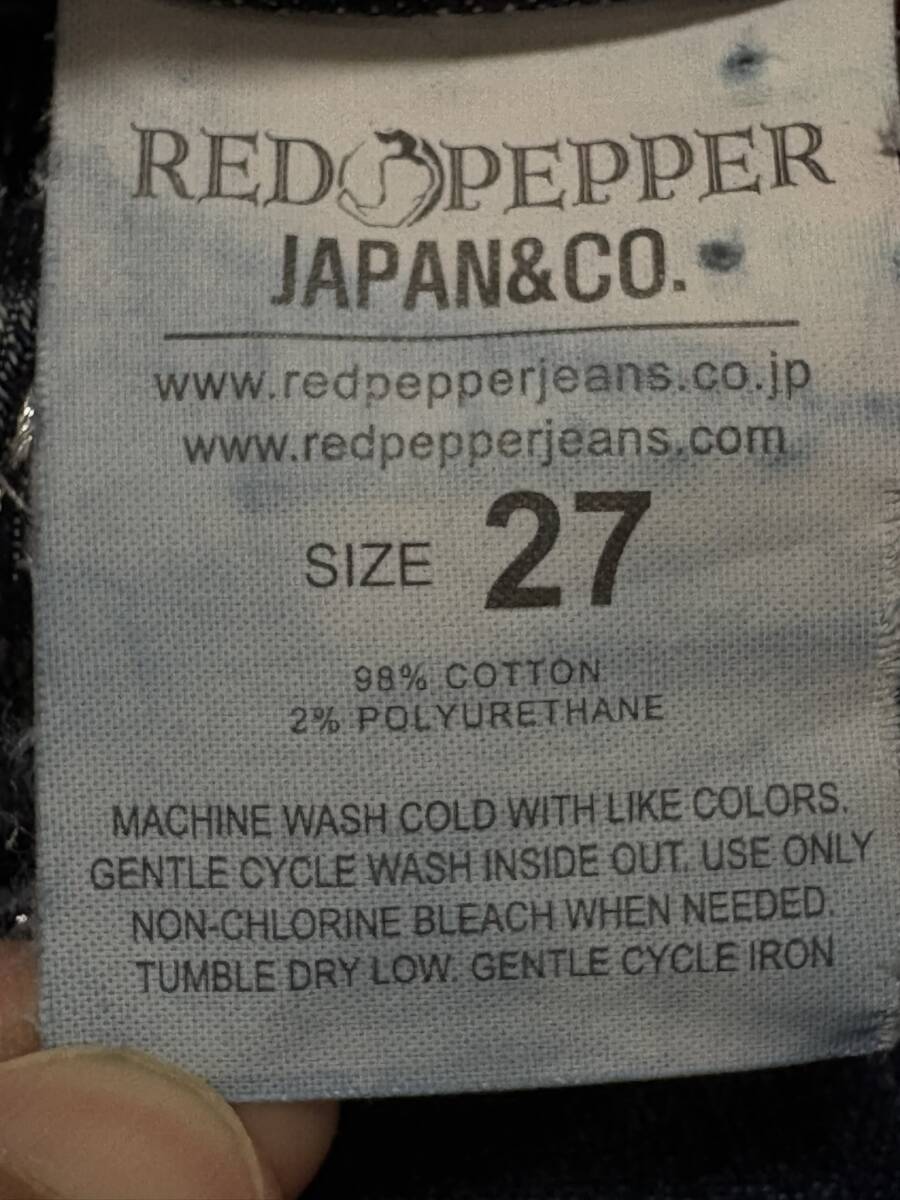 RED PEPPER
JAPAN&CO.
www.redpepperjeans.co.jp
www.redpepperjeans.com
SIZE 27
98% COTTON
2% POLYURETHANE
MACHINE WASH COLD WITH LIKE COLORS.
GENTLE CYCLE WASH INSIDE OUT. USE ONLY
NON-CHLORINE BLEACH WHEN NEEDED.
TUMBLE DRY LOW. GENTLE CYCLE IRON